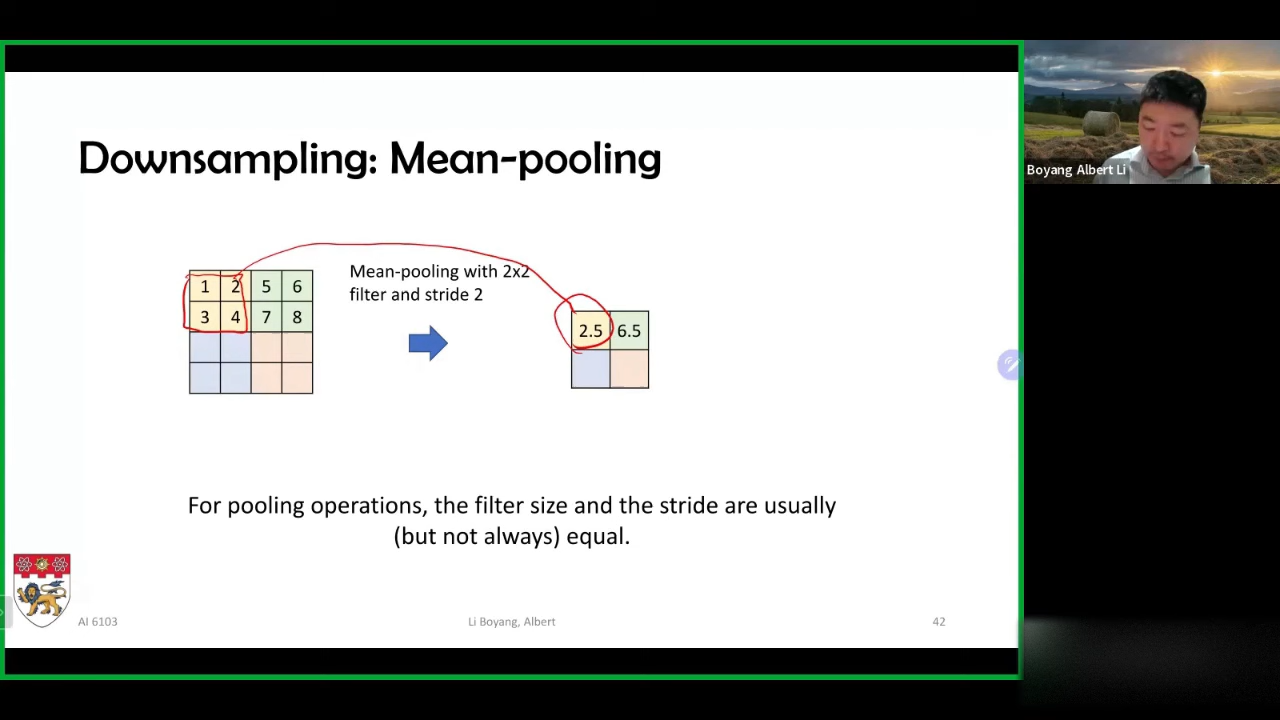 Downsampling: Mean-pooling
Boyang Albert Li
Mean-pooling with 2x2
filter and stride 2
1 2 5 6
3 4 7 8
2.5 6.5
For pooling operations, the filter size and the stride are usually
(but not always) equal.
AI 6103
Li Boyang, Albert
42